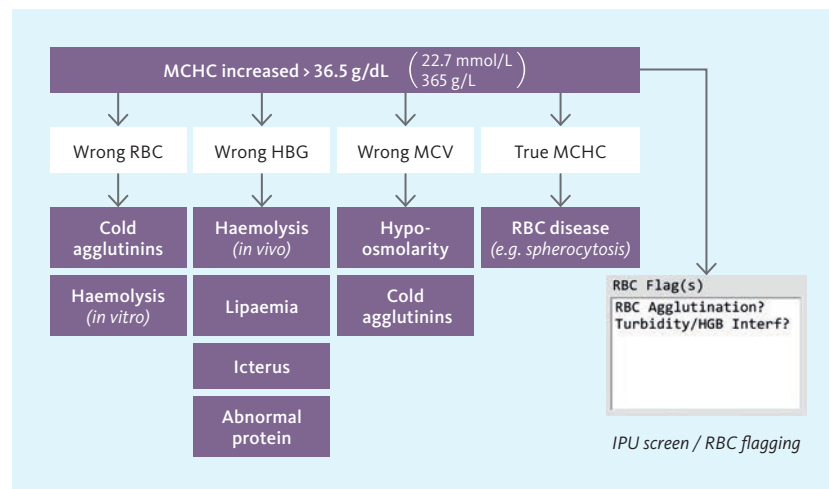 MCHC increased > 36.5 g/dL (22.7 mmol/L
365 g/L)
Wrong RBC
Wrong HBG
Wrong MCV
True MCHC
Cold
agglutinins
Haemolysis
(in vivo)
Hypo-
osmolarity
RBC disease
(e.g. spherocytosis)
Haemolysis
(in vitro)
Lipaemia
Cold
agglutinins
Icterus
Abnormal
protein
RBC Flag(s)
RBC Agglutination?
Turbidity/HGB Interf?
IPU screen / RBC flagging